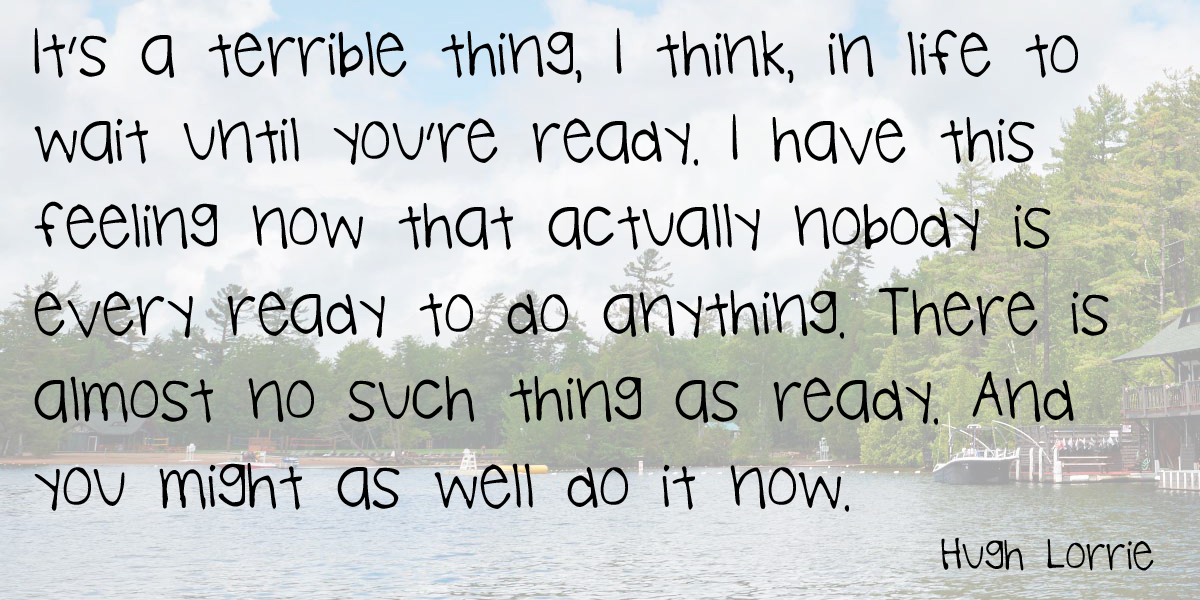 It's a terrible thing, I think, in life to
wait until you're ready. I have this
feeling now that actually nobody is
every ready to do anything. There is
almost no such thing as ready. And
you might as well do it now.
Hugh Lorrie